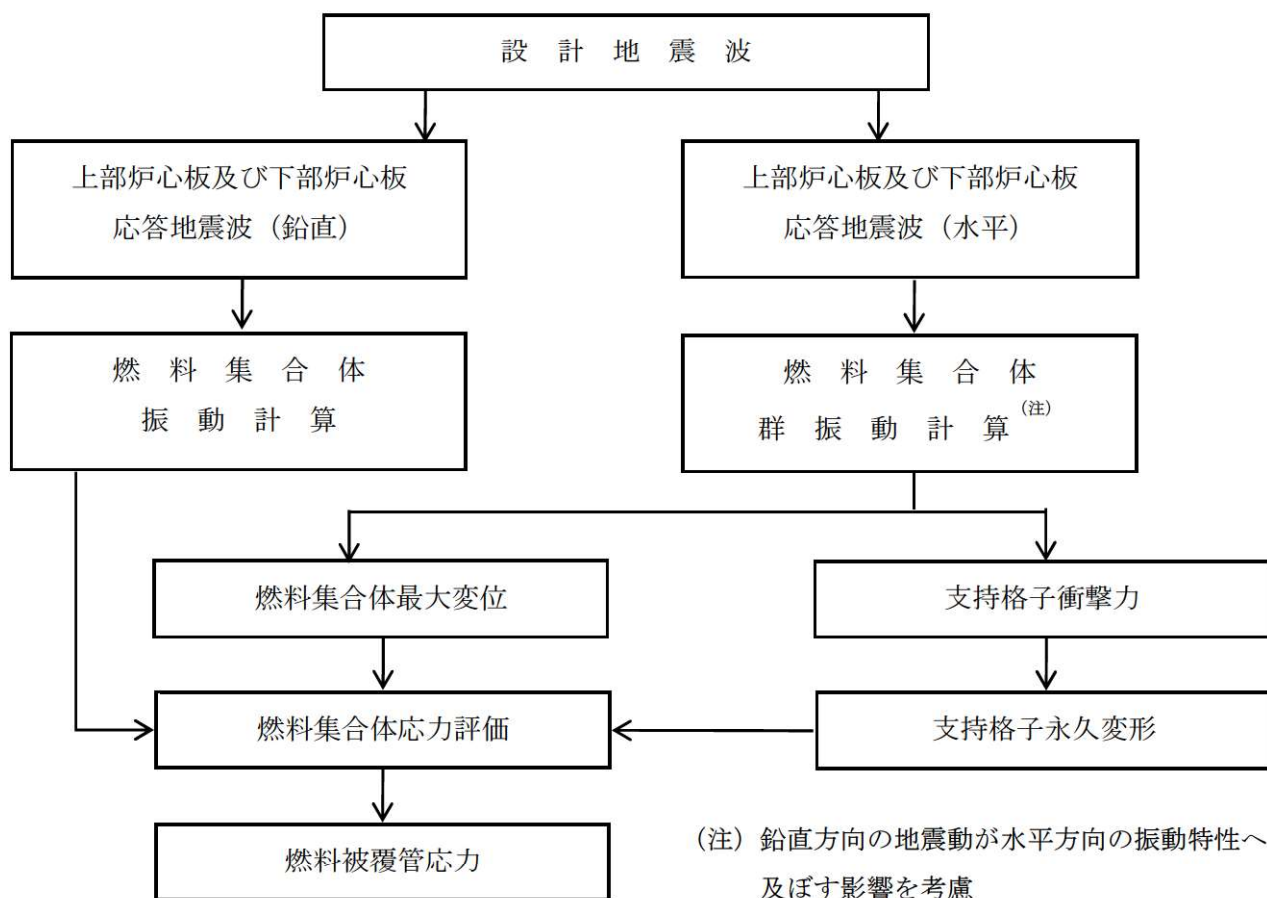 設計地震波
上部炉心板及び下部炉心板
応答地震波（鉛直）
上部炉心板及び下部炉心板
応答地震波（水平）
燃料集合体
振動計算
燃料集合体
群振動計算（注）
燃料集合体最大変位
支持格子衝撃力
燃料集合体応力評価
支持格子永久変形
燃料被覆管応力
（注）鉛直方向の地震動が水平方向の振動特性へ
及ぼす影響を考慮